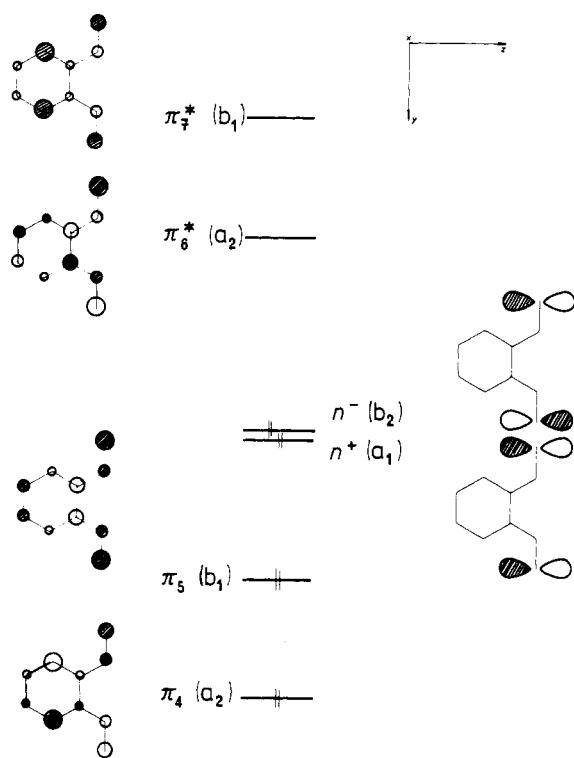 x
z
y
π₇* (b₁)
π₆* (a₂)
n⁻ (b₂)
n⁺ (a₁)
π₅ (b₁)
π₄ (a₂)